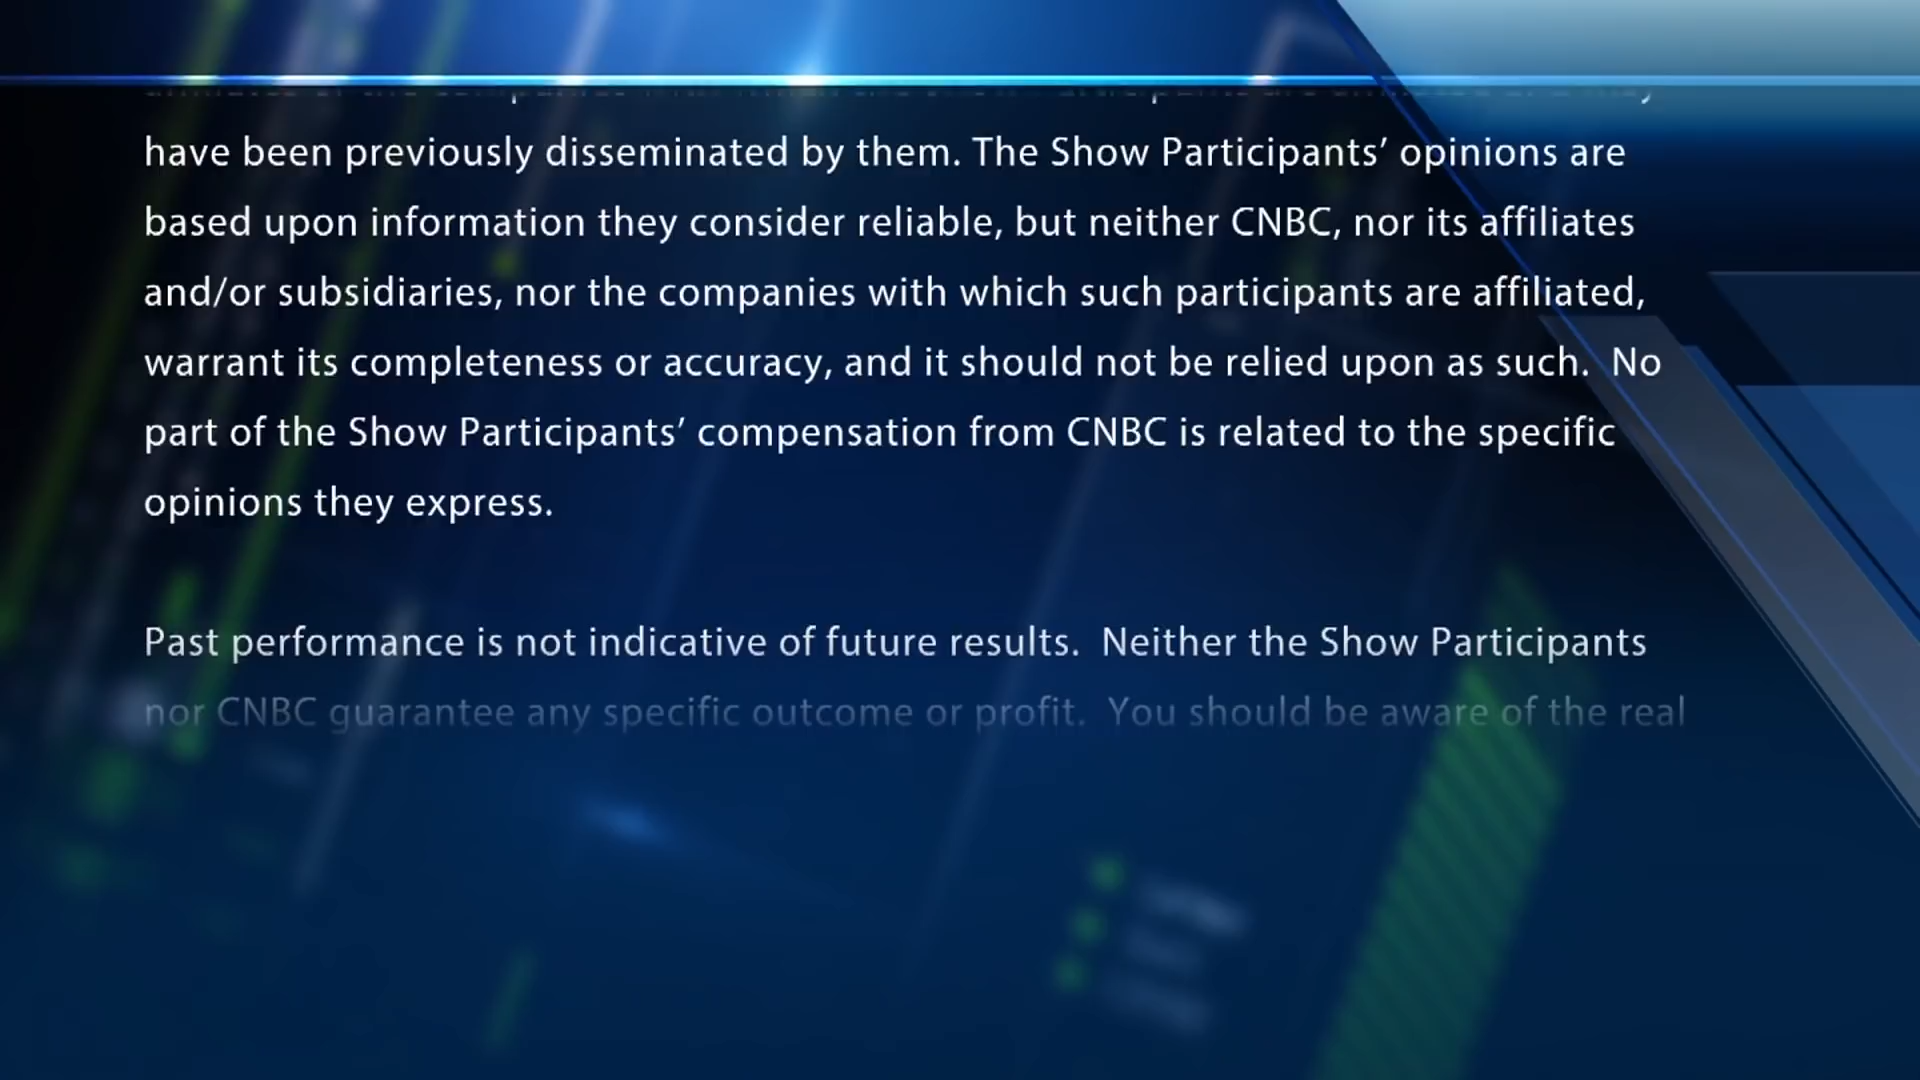 have been previously disseminated by them. The Show Participants’ opinions are
based upon information they consider reliable, but neither CNBC, nor its affiliates
and/or subsidiaries, nor the companies with which such participants are affiliated,
warrant its completeness or accuracy, and it should not be relied upon as such.  No
part of the Show Participants’ compensation from CNBC is related to the specific
opinions they express.
Past performance is not indicative of future results.  Neither the Show Participants
nor CNBC guarantee any specific outcome or profit.  You should be aware of the real